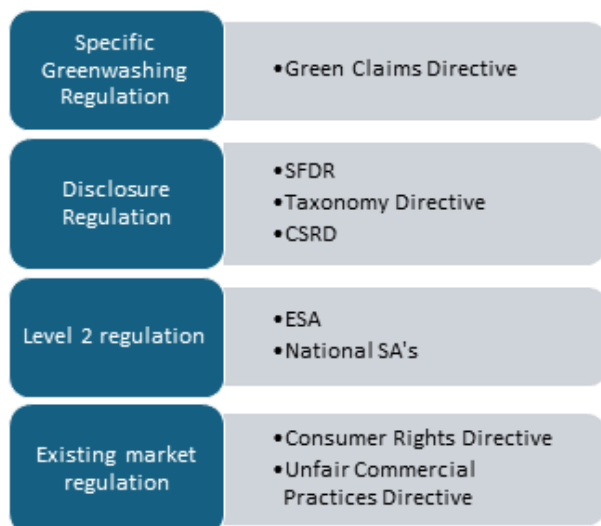 Specific
Greenwashing
Regulation
•Green Claims Directive
Disclosure
Regulation
•SFDR
•Taxonomy Directive
•CSRD
Level 2 regulation
•ESA
•National SA's
Existing market
regulation
•Consumer Rights Directive
•Unfair Commercial
Practices Directive